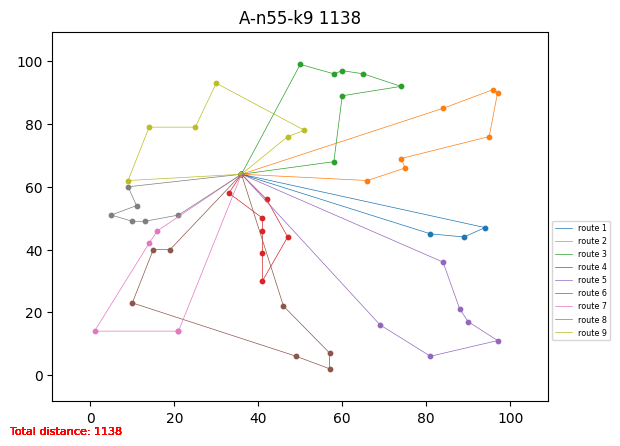 A-n55-k9 1138
100
80
60
40
20
0
0 20 40 60 80 100
route 1
route 2
route 3
route 4
route 5
route 6
route 7
route 8
route 9
Total distance: 1138